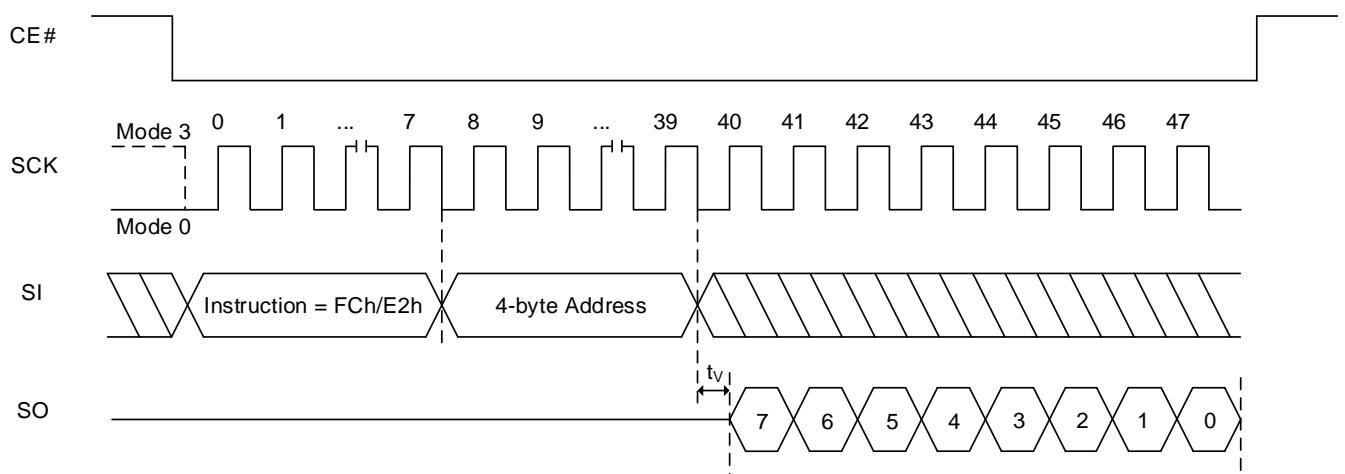 CE#
Mode 3 0 1 ... 7 8 9 ... 39 40 41 42 43 44 45 46 47
SCK
Mode 0
SI
Instruction = FCh/E2h 4-byte Address
tV
SO
7 6 5 4 3 2 1 0